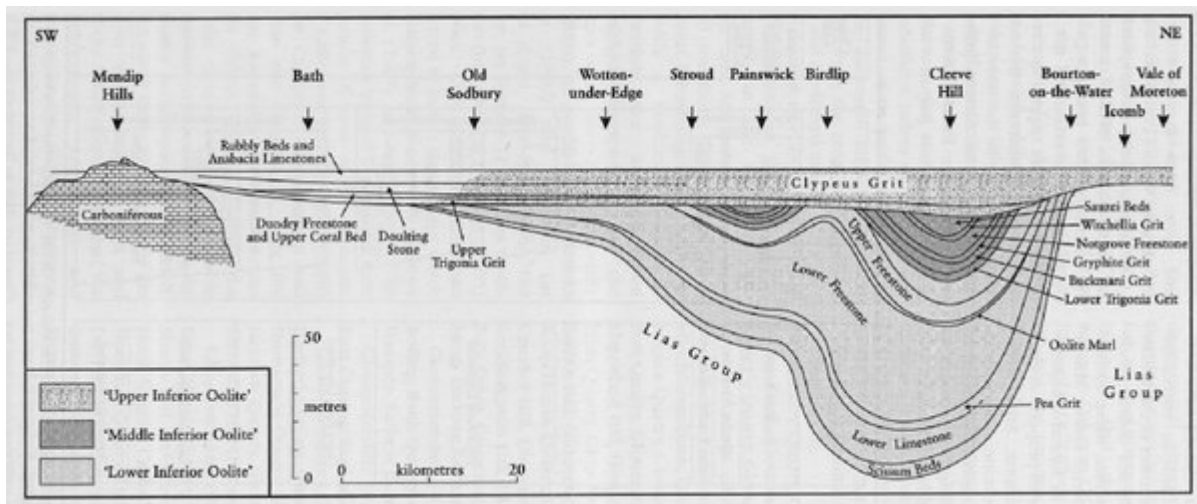 SW
NE
Mendip
Hills
Bath
Old
Sodbury
Wotton-
under-Edge
Stroud
Painswick
Birdlip
Cleeve
Hill
Bourton-
on-the-Water
Icomb
Vale of
Moreton
Rubbly Beds and
Anabacia Limestones
Clypeus Grit
Carboniferous
Dundry Freestone
and Upper Coral Bed
Doulting
Stone
Upper
Trigonia Grit
Upper Freestone
Lower Freestone
Sauzei Beds
Witchellia Grit
Notgrove Freestone
Gryphite Grit
Buckmani Grit
Lower Trigonia Grit
Oolite Marl
Lias Group
Lias
Group
Pea Grit
Lower Limestone
Scissum Beds
50
metres
0
0 kilometres 20
'Upper Inferior Oolite'
'Middle Inferior Oolite'
'Lower Inferior Oolite'